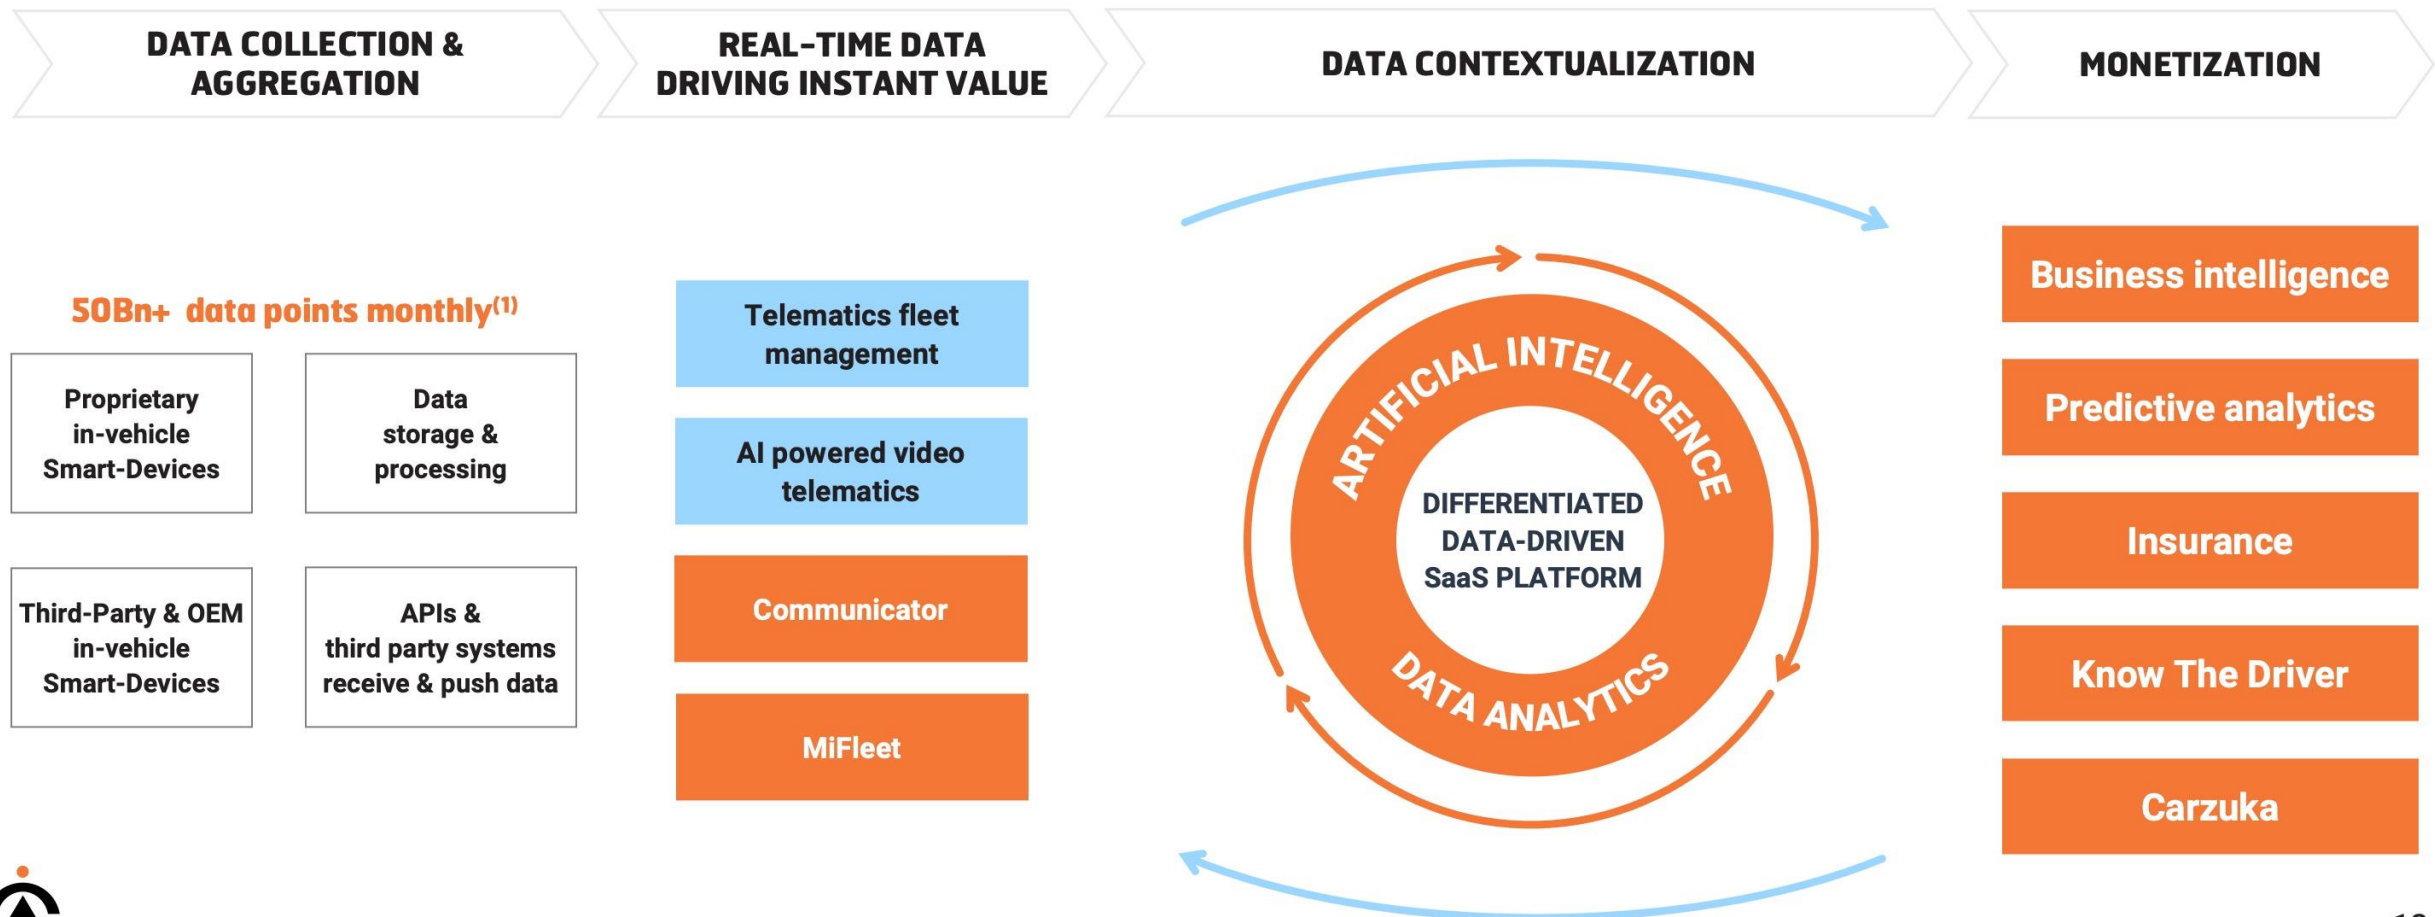 DATA COLLECTION &
AGGREGATION
REAL-TIME DATA
DRIVING INSTANT VALUE
DATA CONTEXTUALIZATION
MONETIZATION
50Bn+ data points monthly(1)
Proprietary
in-vehicle
Smart-Devices
Data
storage &
processing
Third-Party & OEM
in-vehicle
Smart-Devices
APIs &
third party systems
receive & push data
Telematics fleet
management
AI powered video
telematics
Communicator
MiFleet
ARTIFICIAL INTELLIGENCE
DIFFERENTIATED
DATA-DRIVEN
SaaS PLATFORM
DATA ANALYTICS
Business intelligence
Predictive analytics
Insurance
Know The Driver
Carzuka